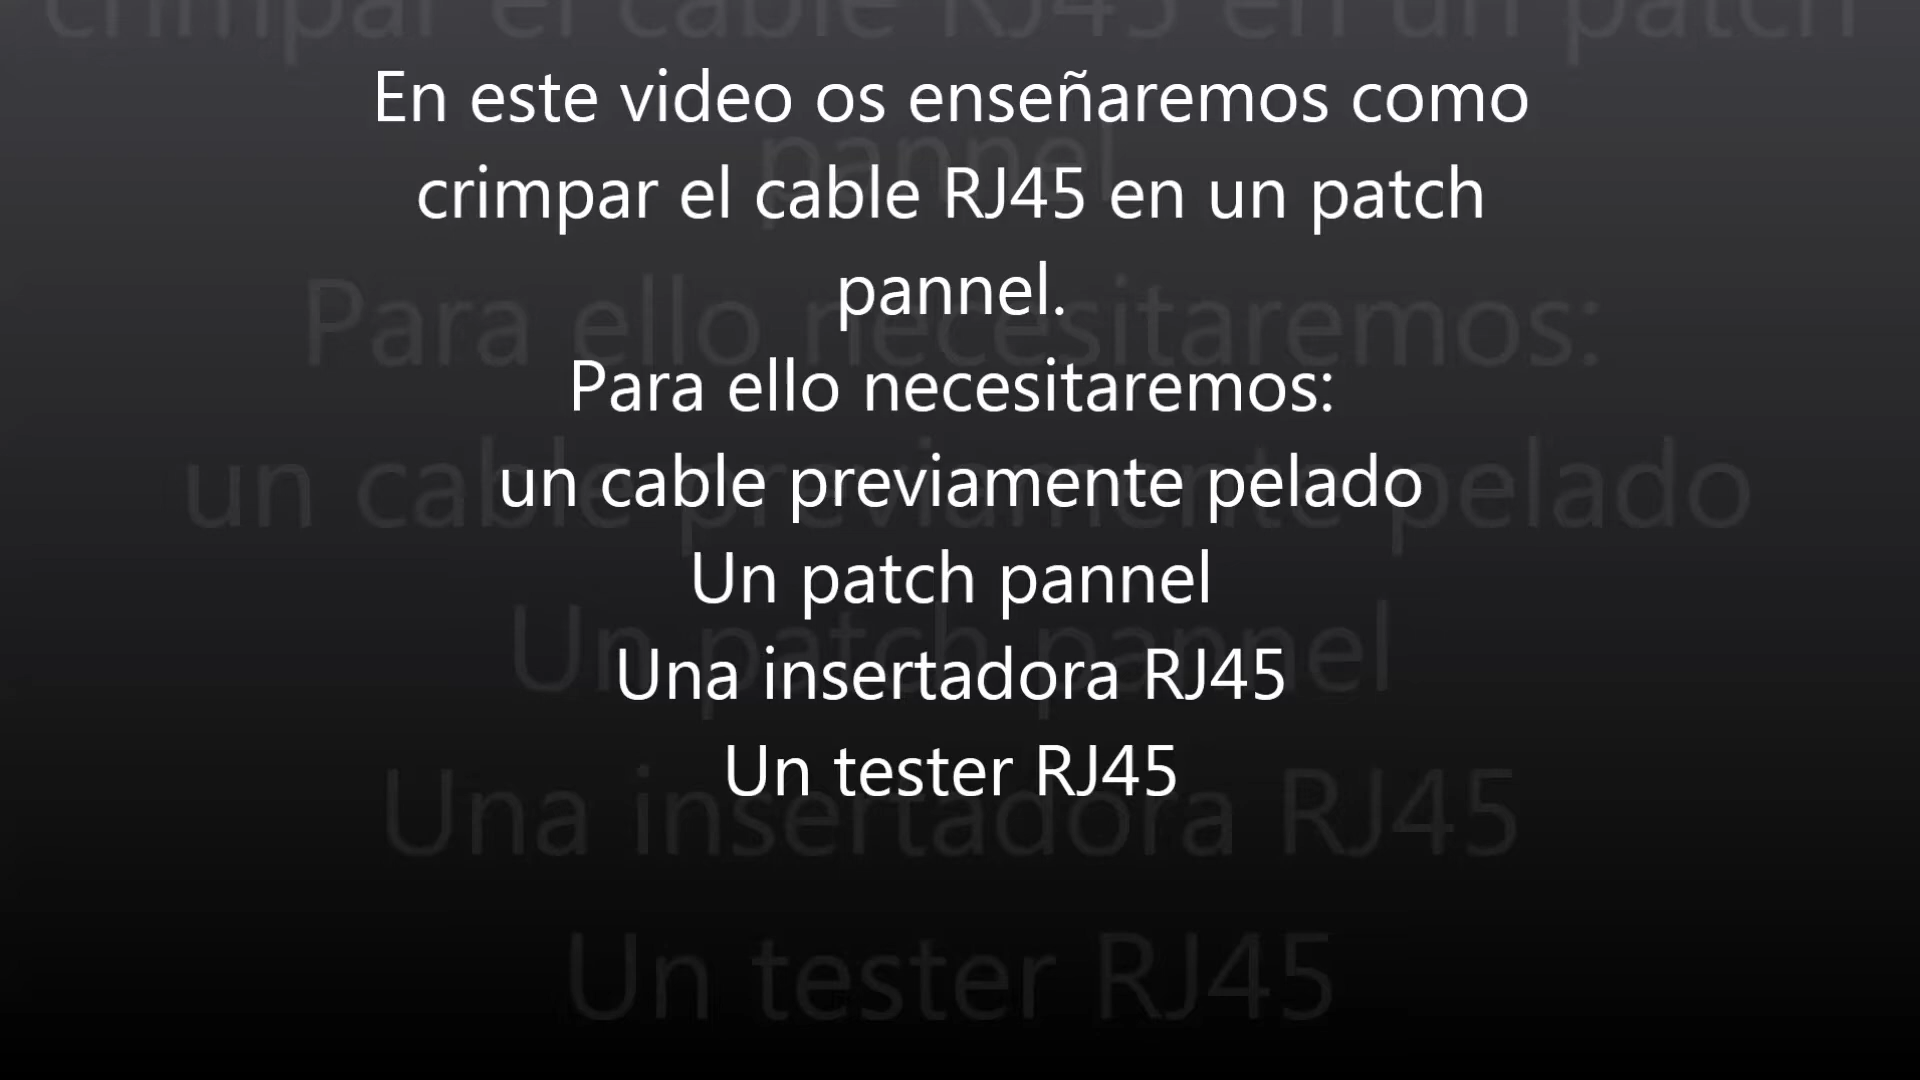 En este video os enseñaremos como
crimpar el cable RJ45 en un patch
pannel.
Para ello necesitaremos:
un cable previamente pelado
Un patch pannel
Una insertadora RJ45
Un tester RJ45